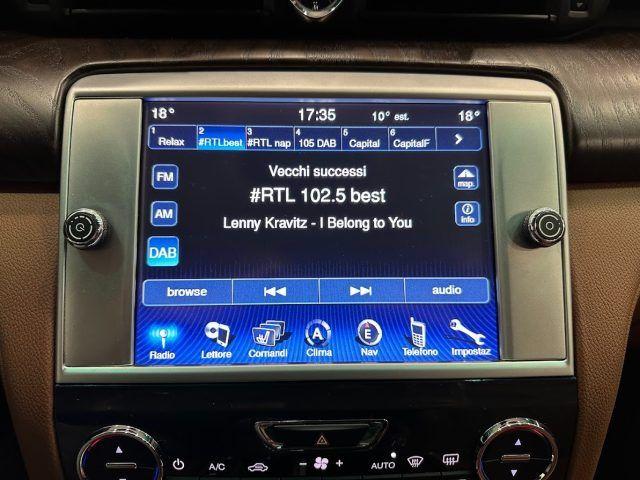 18° 17:35 10° est. 18°
1 Relax 2 #RTLbest 3 #RTL nap 4 105 DAB 5 Capital 6 CapitalF
FM Vecchi successi map.
#RTL 102.5 best
AM Lenny Kravitz - I Belong to You info
DAB
browse audio
Radio Lettore Comandi Clima Nav Telefono Impostaz
A E
A/C - + AUTO